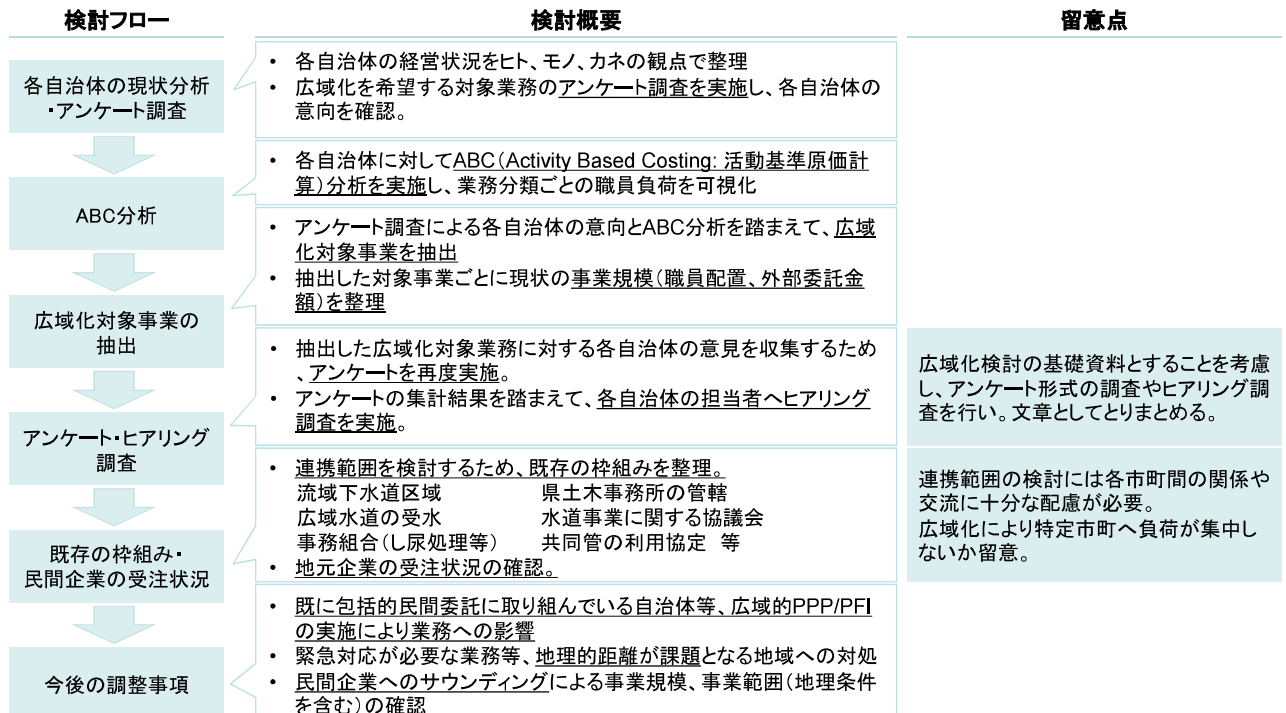 検討フロー
検討概要
留意点
各自治体の現状分析
・アンケート調査
• 各自治体の経営状況をヒト、モノ、カネの観点で整理
• 広域化を希望する対象業務のアンケート調査を実施し、各自治体の
意向を確認。
ABC分析
• 各自治体に対してABC(Activity Based Costing: 活動基準原価計
算)分析を実施し、業務分類ごとの職員負荷を可視化
広域化対象事業の
抽出
• アンケート調査による各自治体の意向とABC分析を踏まえて、広域
化対象事業を抽出
• 抽出した対象事業ごとに現状の事業規模(職員配置、外部委託金
額)を整理
アンケート・ヒアリング
調査
• 抽出した広域化対象業務に対する各自治体の意見を収集するため
、アンケートを再度実施。
• アンケートの集計結果を踏まえて、各自治体の担当者へヒアリング
調査を実施。
広域化検討の基礎資料とすることを考慮
し、アンケート形式の調査やヒアリング調
査を行い。文章としてとりまとめる。
既存の枠組み・
民間企業の受注状況
• 連携範囲を検討するため、既存の枠組みを整理。
流域下水道区域 県土木事務所の管轄
広域水道の受水 水道事業に関する協議会
事務組合(し尿処理等) 共同管の利用協定 等
• 地元企業の受注状況の確認。
連携範囲の検討には各市町間の関係や
交流に十分な配慮が必要。
広域化により特定市町へ負荷が集中し
ないか留意。
今後の調整事項
• 既に包括的民間委託に取り組んでいる自治体等、広域的PPP/PFI
の実施により業務への影響
• 緊急対応が必要な業務等、地理的距離が課題となる地域への対処
• 民間企業へのサウンディングによる事業規模、事業範囲(地理条件
を含む)の確認